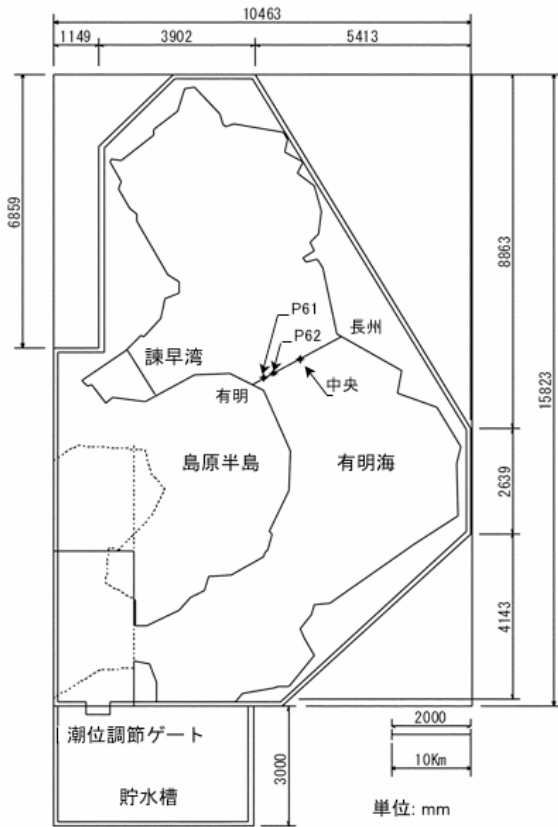 10463
1149
3902
5413
6859
8863
15823
P61
P62
長州
諫早湾
有明
中央
島原半島
有明海
2639
4143
潮位調節ゲート
2000
10Km
3000
貯水槽
単位: mm